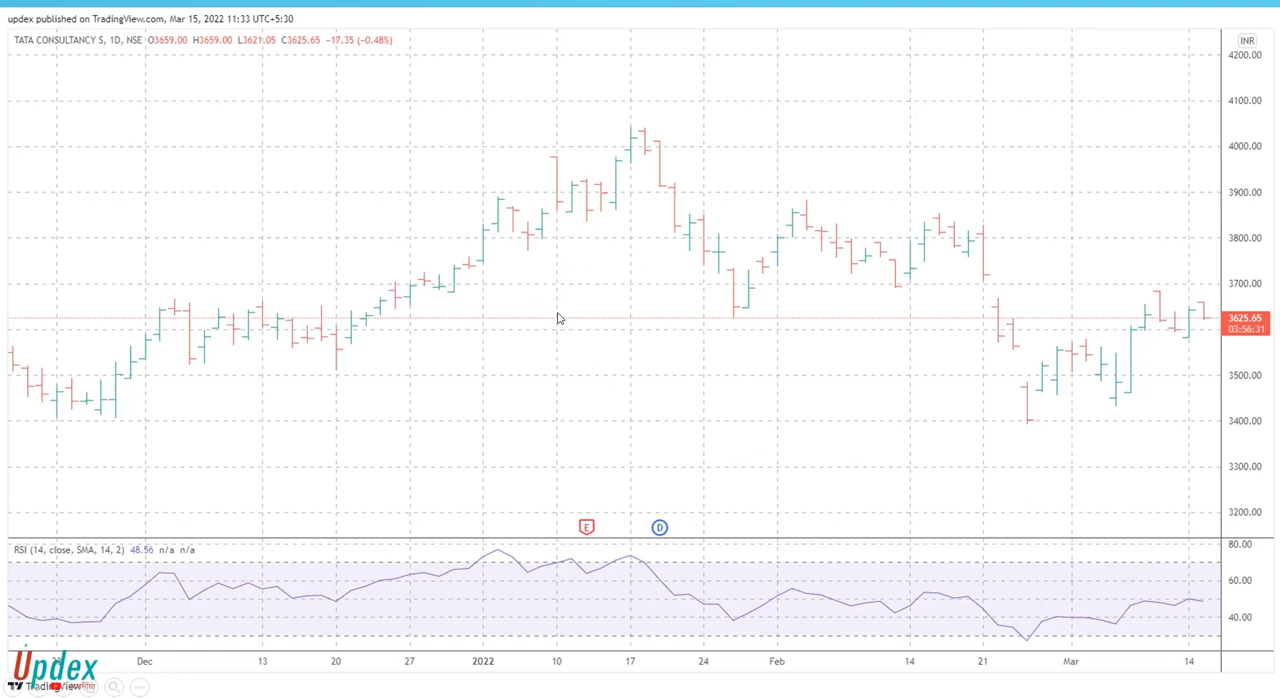 updex published on TradingView.com, Mar 15, 2022 11:33 UTC+5:30
TATA CONSULTANCY S, 1D, NSE O3659.00 H3659.00 L3621.05 C3625.65 −17.35 (−0.48%)
INR
4200.00
4100.00
4000.00
3900.00
3800.00
3700.00
3625.65
03:56:31
3500.00
3400.00
3300.00
3200.00
E
D
RSI (14, close, SMA, 14, 2) 48.56 n/a n/a
80.00
60.00
40.00
Dec 13 20 27 2022 10 17 24 Feb 14 21 Mar 14
Updex
TradingView